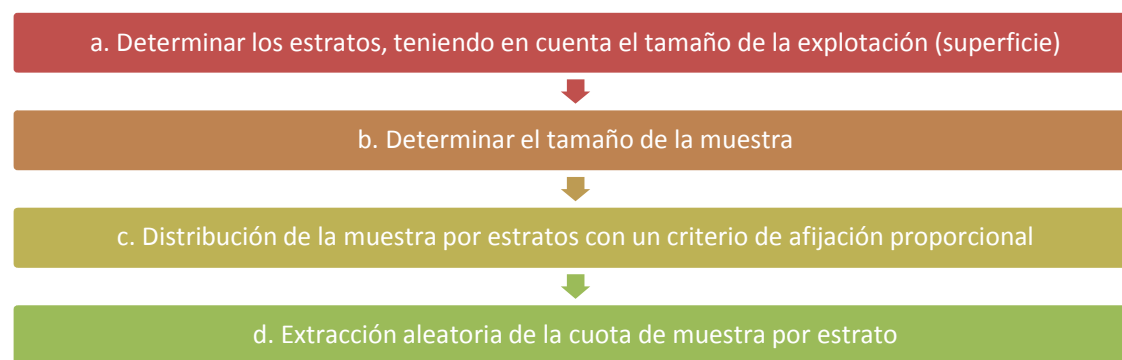 a. Determinar los estratos, teniendo en cuenta el tamaño de la explotación (superficie)
b. Determinar el tamaño de la muestra
c. Distribución de la muestra por estratos con un criterio de afijación proporcional
d. Extracción aleatoria de la cuota de muestra por estrato